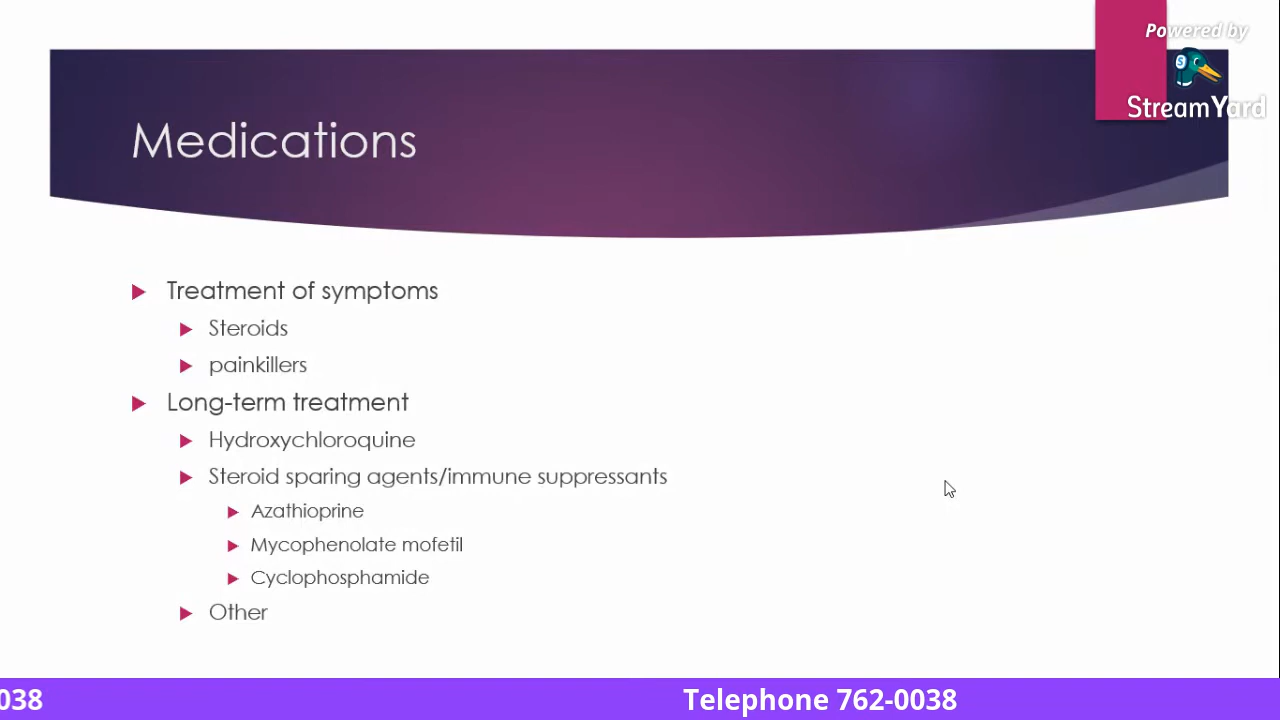 Powered by
StreamYard
Medications
Treatment of symptoms
Steroids
painkillers
Long-term treatment
Hydroxychloroquine
Steroid sparing agents/immune suppressants
Azathioprine
Mycophenolate mofetil
Cyclophosphamide
Other
038 Telephone 762-0038